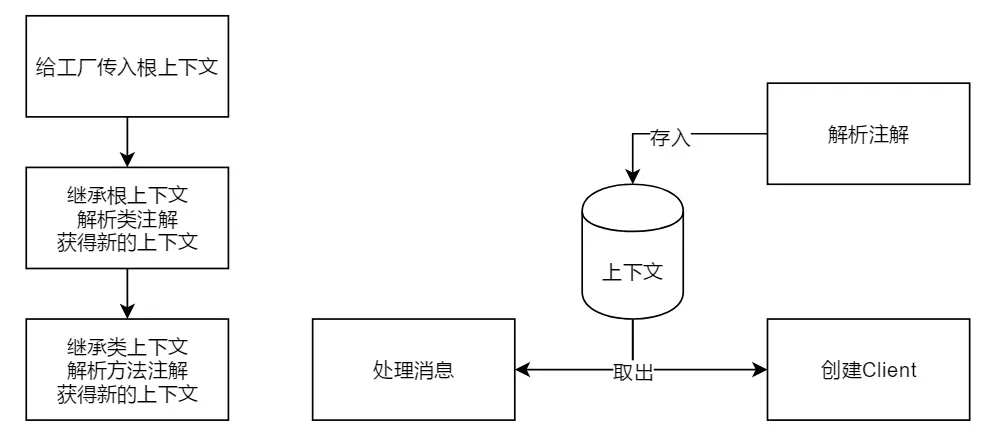 给工厂传入根上下文
继承根上下文
解析类注解
获得新的上下文
继承类上下文
解析方法注解
获得新的上下文
解析注解
存入
上下文
处理消息
取出
创建Client